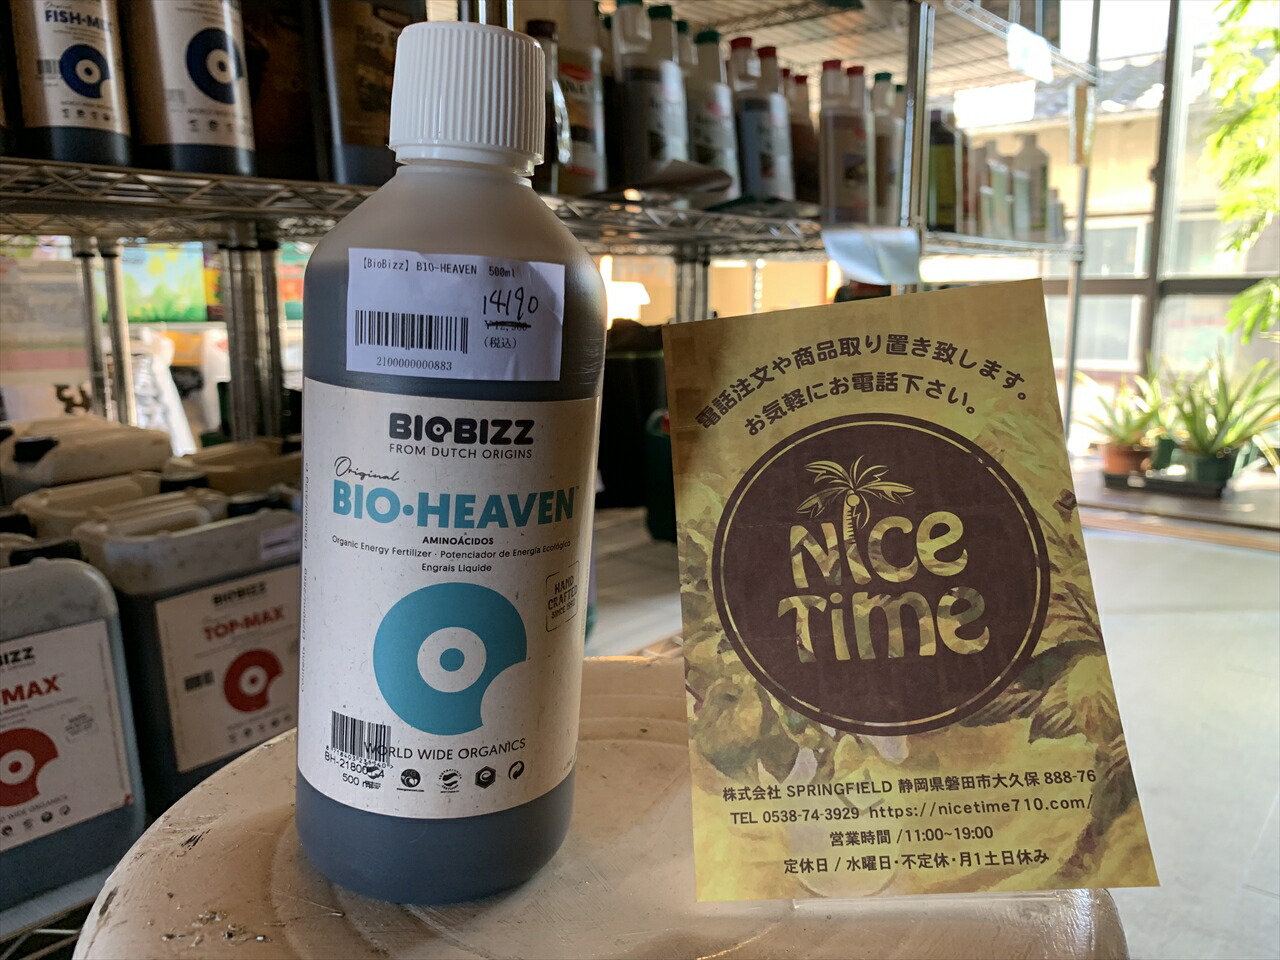 Original
FISH-MIX
【BioBizz】BIO-HEAVEN 500ml
14190
(税込)
2100000000883
BIOBIZZ
FROM DUTCH ORIGINS
Original
BIO·HEAVEN™
AMINOÁCIDOS
Organic Energy Fertilizer · Potenciador de Energía Ecológico
Engrais Liquide
HAND
CRAFTED
WORLD WIDE ORGANICS
500 ml
BIOBIZZ
TOP·MAX
電話注文や商品取り置き致します。
お気軽にお電話下さい。
NICE
TIME
株式会社 SPRINGFIELD 静岡県磐田市大久保 888-76
TEL 0538-74-3929 https://nicetime710.com/
営業時間 /11:00~19:00
定休日 / 水曜日・不定休・月1土日休み